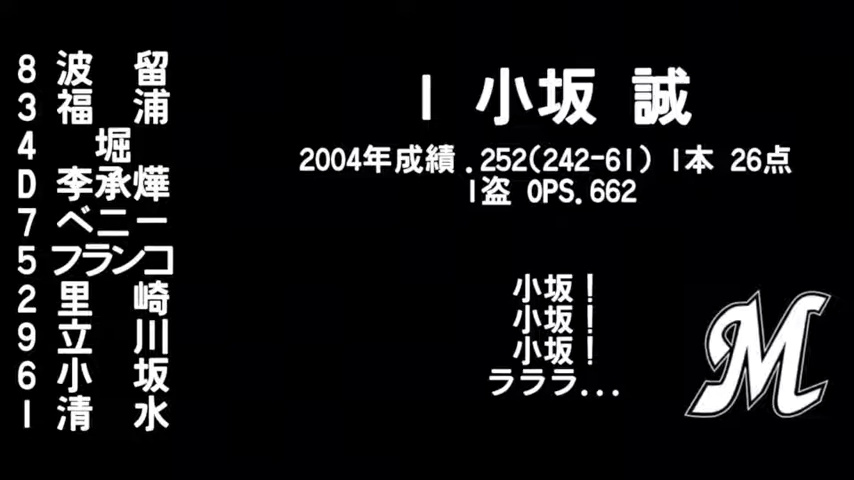 8 波 留
3 福 浦
4 堀
D 李承燁
7 ベニー
5 フランコ
2 里 崎
9 立 川
6 小 坂
1 清 水
1 小坂 誠
2004年成績.252(242-61) 1本 26点
1盗 OPS.662
小坂！
小坂！
小坂！
ラララ...
M